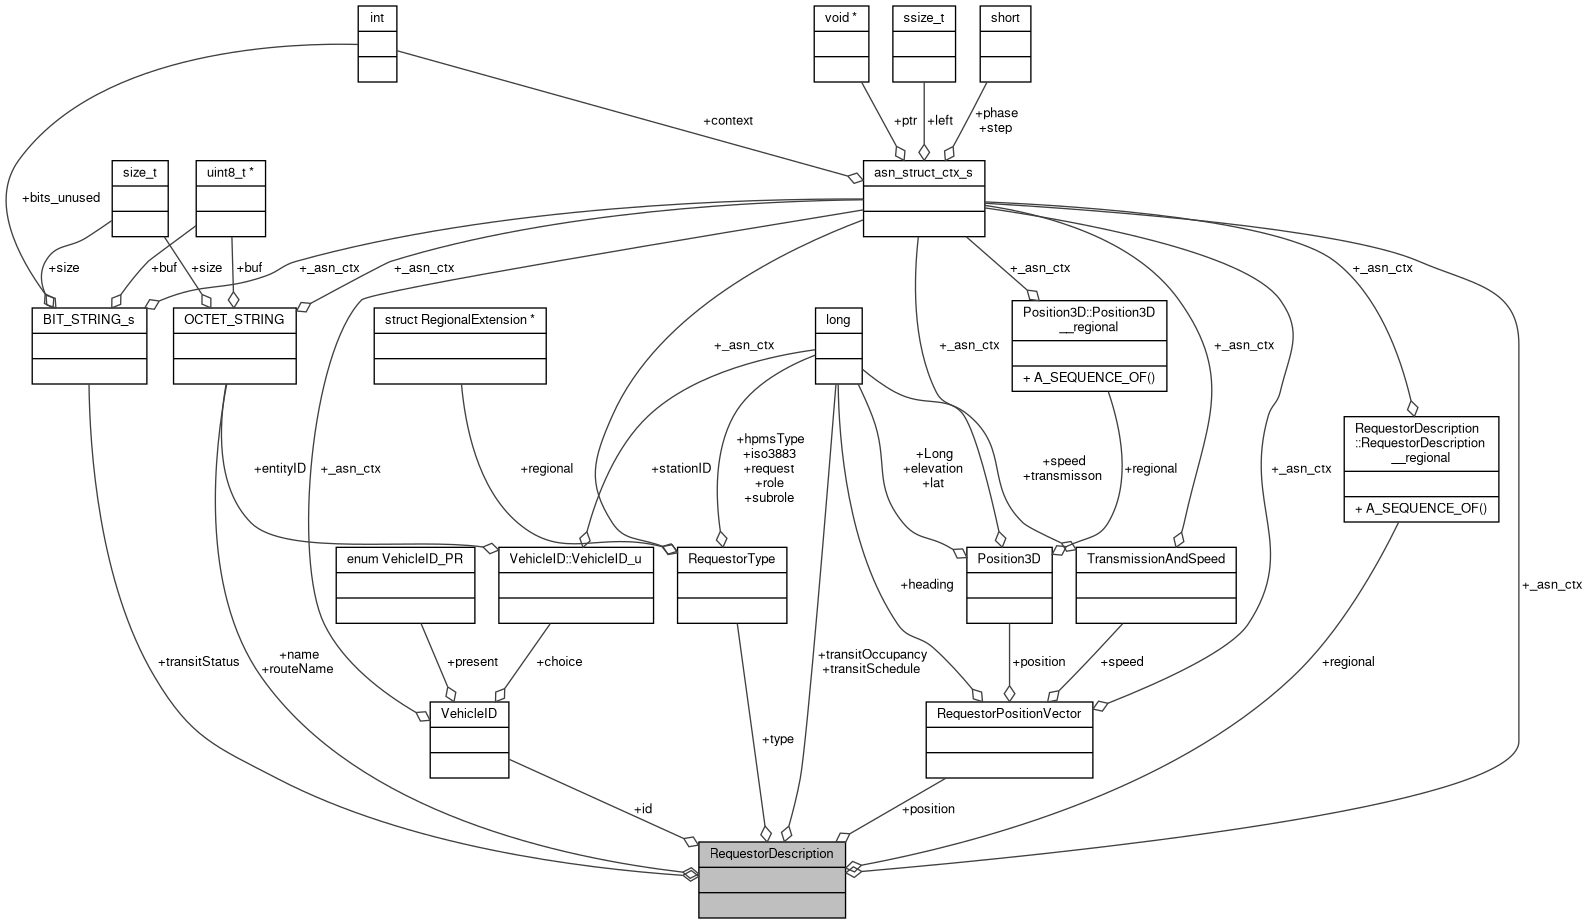 int
void *
ssize_t
short
+context
+ptr
+left
+phase
+step
size_t
uint8_t *
asn_struct_ctx_s
+bits_unused
+size
+buf
+size
+buf
+_asn_ctx
+_asn_ctx
+_asn_ctx
+_asn_ctx
BIT_STRING_s
OCTET_STRING
struct RegionalExtension *
long
Position3D::Position3D
__regional
+ A_SEQUENCE_OF()
+_asn_ctx
+_asn_ctx
+_asn_ctx
RequestorDescription
::RequestorDescription
__regional
+ A_SEQUENCE_OF()
+entityID
+_asn_ctx
+regional
+stationID
+hpmsType
+iso3883
+request
+role
+subrole
+Long
+elevation
+lat
+speed
+transmisson
+regional
+_asn_ctx
enum VehicleID_PR
VehicleID::VehicleID_u
RequestorType
Position3D
TransmissionAndSpeed
+heading
+_asn_ctx
+transitStatus
+name
+routeName
+present
+choice
+transitOccupancy
+transitSchedule
+position
+speed
+regional
VehicleID
RequestorPositionVector
+type
+id
+position
RequestorDescription